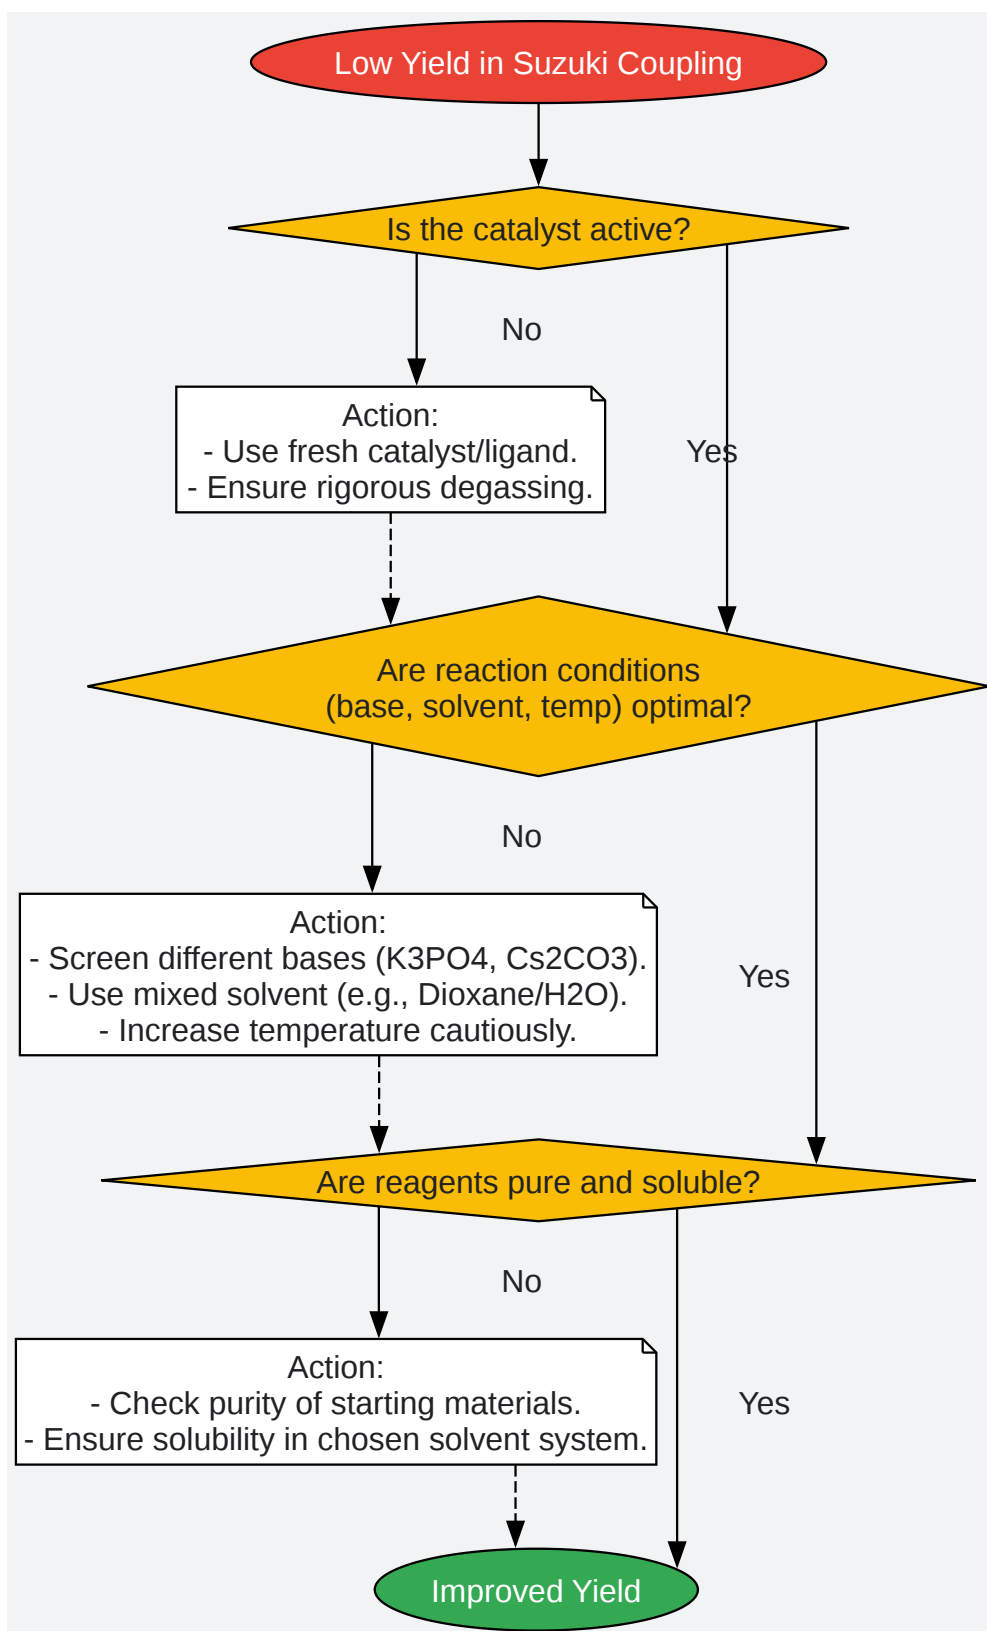 Low Yield in Suzuki Coupling
Is the catalyst active?
No
Action:
- Use fresh catalyst/ligand.
- Ensure rigorous degassing.
Yes
Are reaction conditions
(base, solvent, temp) optimal?
No
Action:
- Screen different bases (K3PO4, Cs2CO3).
- Use mixed solvent (e.g., Dioxane/H2O).
- Increase temperature cautiously.
Yes
Are reagents pure and soluble?
No
Action:
- Check purity of starting materials.
- Ensure solubility in chosen solvent system.
Yes
Improved Yield